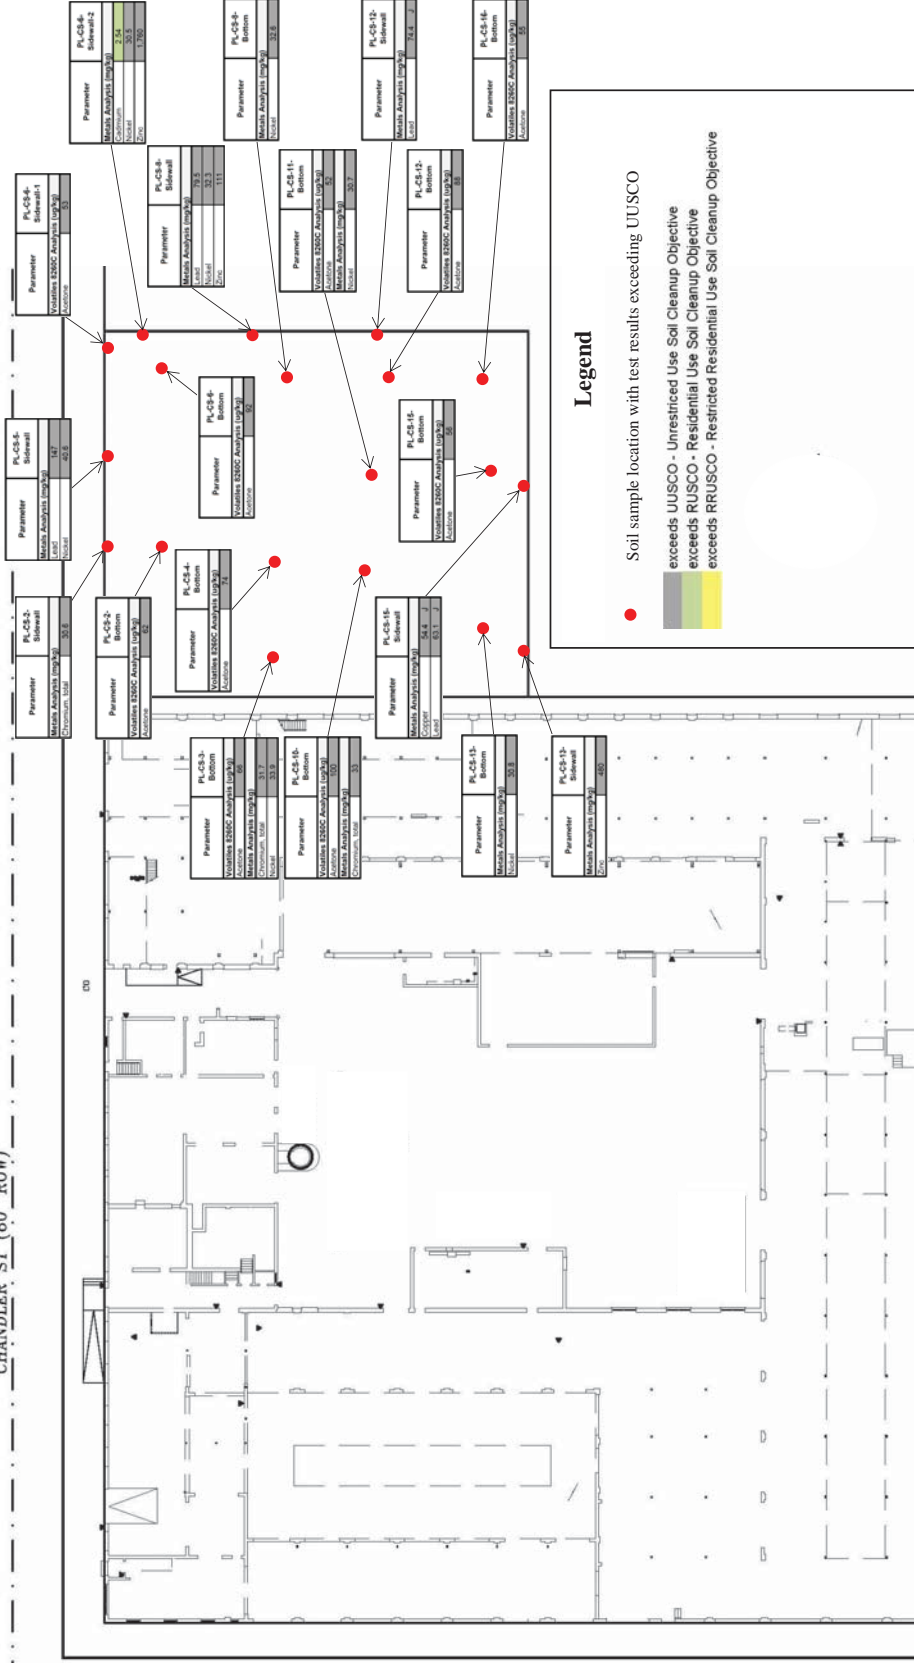 CHANDLER ST (60' ROW)
Parameter
PL-CS-2-
Sidewall
Metals Analysis (mg/kg)
Chromium, total 30.6
Parameter
PL-CS-5-
Sidewall
Metals Analysis (mg/kg)
Lead 147
Nickel 40.6
Parameter
PL-CS-6-
Sidewall-1
Volatiles 8260C Analysis (ug/kg)
Acetone 53
Parameter
PL-CS-6-
Sidewall-2
Metals Analysis (mg/kg)
Cadmium 2.54
Nickel 30.5
Zinc 1,760
Parameter
PL-CS-2-
Bottom
Volatiles 8260C Analysis (ug/kg)
Acetone 62
Parameter
PL-CS-8-
Sidewall
Metals Analysis (mg/kg)
Lead 79.5
Nickel 32.3
Zinc 111
Parameter
PL-CS-4-
Bottom
Volatiles 8260C Analysis (ug/kg)
Acetone 74
Parameter
PL-CS-6-
Bottom
Volatiles 8260C Analysis (ug/kg)
Acetone 92
Parameter
PL-CS-8-
Bottom
Metals Analysis (mg/kg)
Nickel 32.6
Parameter
PL-CS-3-
Bottom
Volatiles 8260C Analysis (ug/kg)
Acetone 66
Metals Analysis (mg/kg)
Chromium, total 31.7
Nickel 33.9
Parameter
PL-CS-11-
Bottom
Volatiles 8260C Analysis (ug/kg)
Acetone 52
Metals Analysis (mg/kg)
Nickel 30.7
Parameter
PL-CS-10-
Bottom
Volatiles 8260C Analysis (ug/kg)
Acetone 100
Metals Analysis (mg/kg)
Chromium, total 33
Parameter
PL-CS-12-
Sidewall
Metals Analysis (mg/kg)
Lead 74.4 J
Parameter
PL-CS-15-
Sidewall
Metals Analysis (mg/kg)
Copper 54.4 J
Lead 63.1 J
Parameter
PL-CS-15-
Bottom
Volatiles 8260C Analysis (ug/kg)
Acetone 58
Parameter
PL-CS-12-
Bottom
Volatiles 8260C Analysis (ug/kg)
Acetone 88
Parameter
PL-CS-13-
Bottom
Metals Analysis (mg/kg)
Nickel 30.8
Parameter
PL-CS-16-
Bottom
Volatiles 8260C Analysis (ug/kg)
Acetone 55
Parameter
PL-CS-13-
Sidewall
Metals Analysis (mg/kg)
Zinc 480
Legend
Soil sample location with test results exceeding UUSCO
exceeds UUSCO - Unrestriced Use Soil Cleanup Objective
exceeds RUSCO - Residential Use Soil Cleanup Objective
exceeds RRUSCO - Restricted Residential Use Soil Cleanup Objective